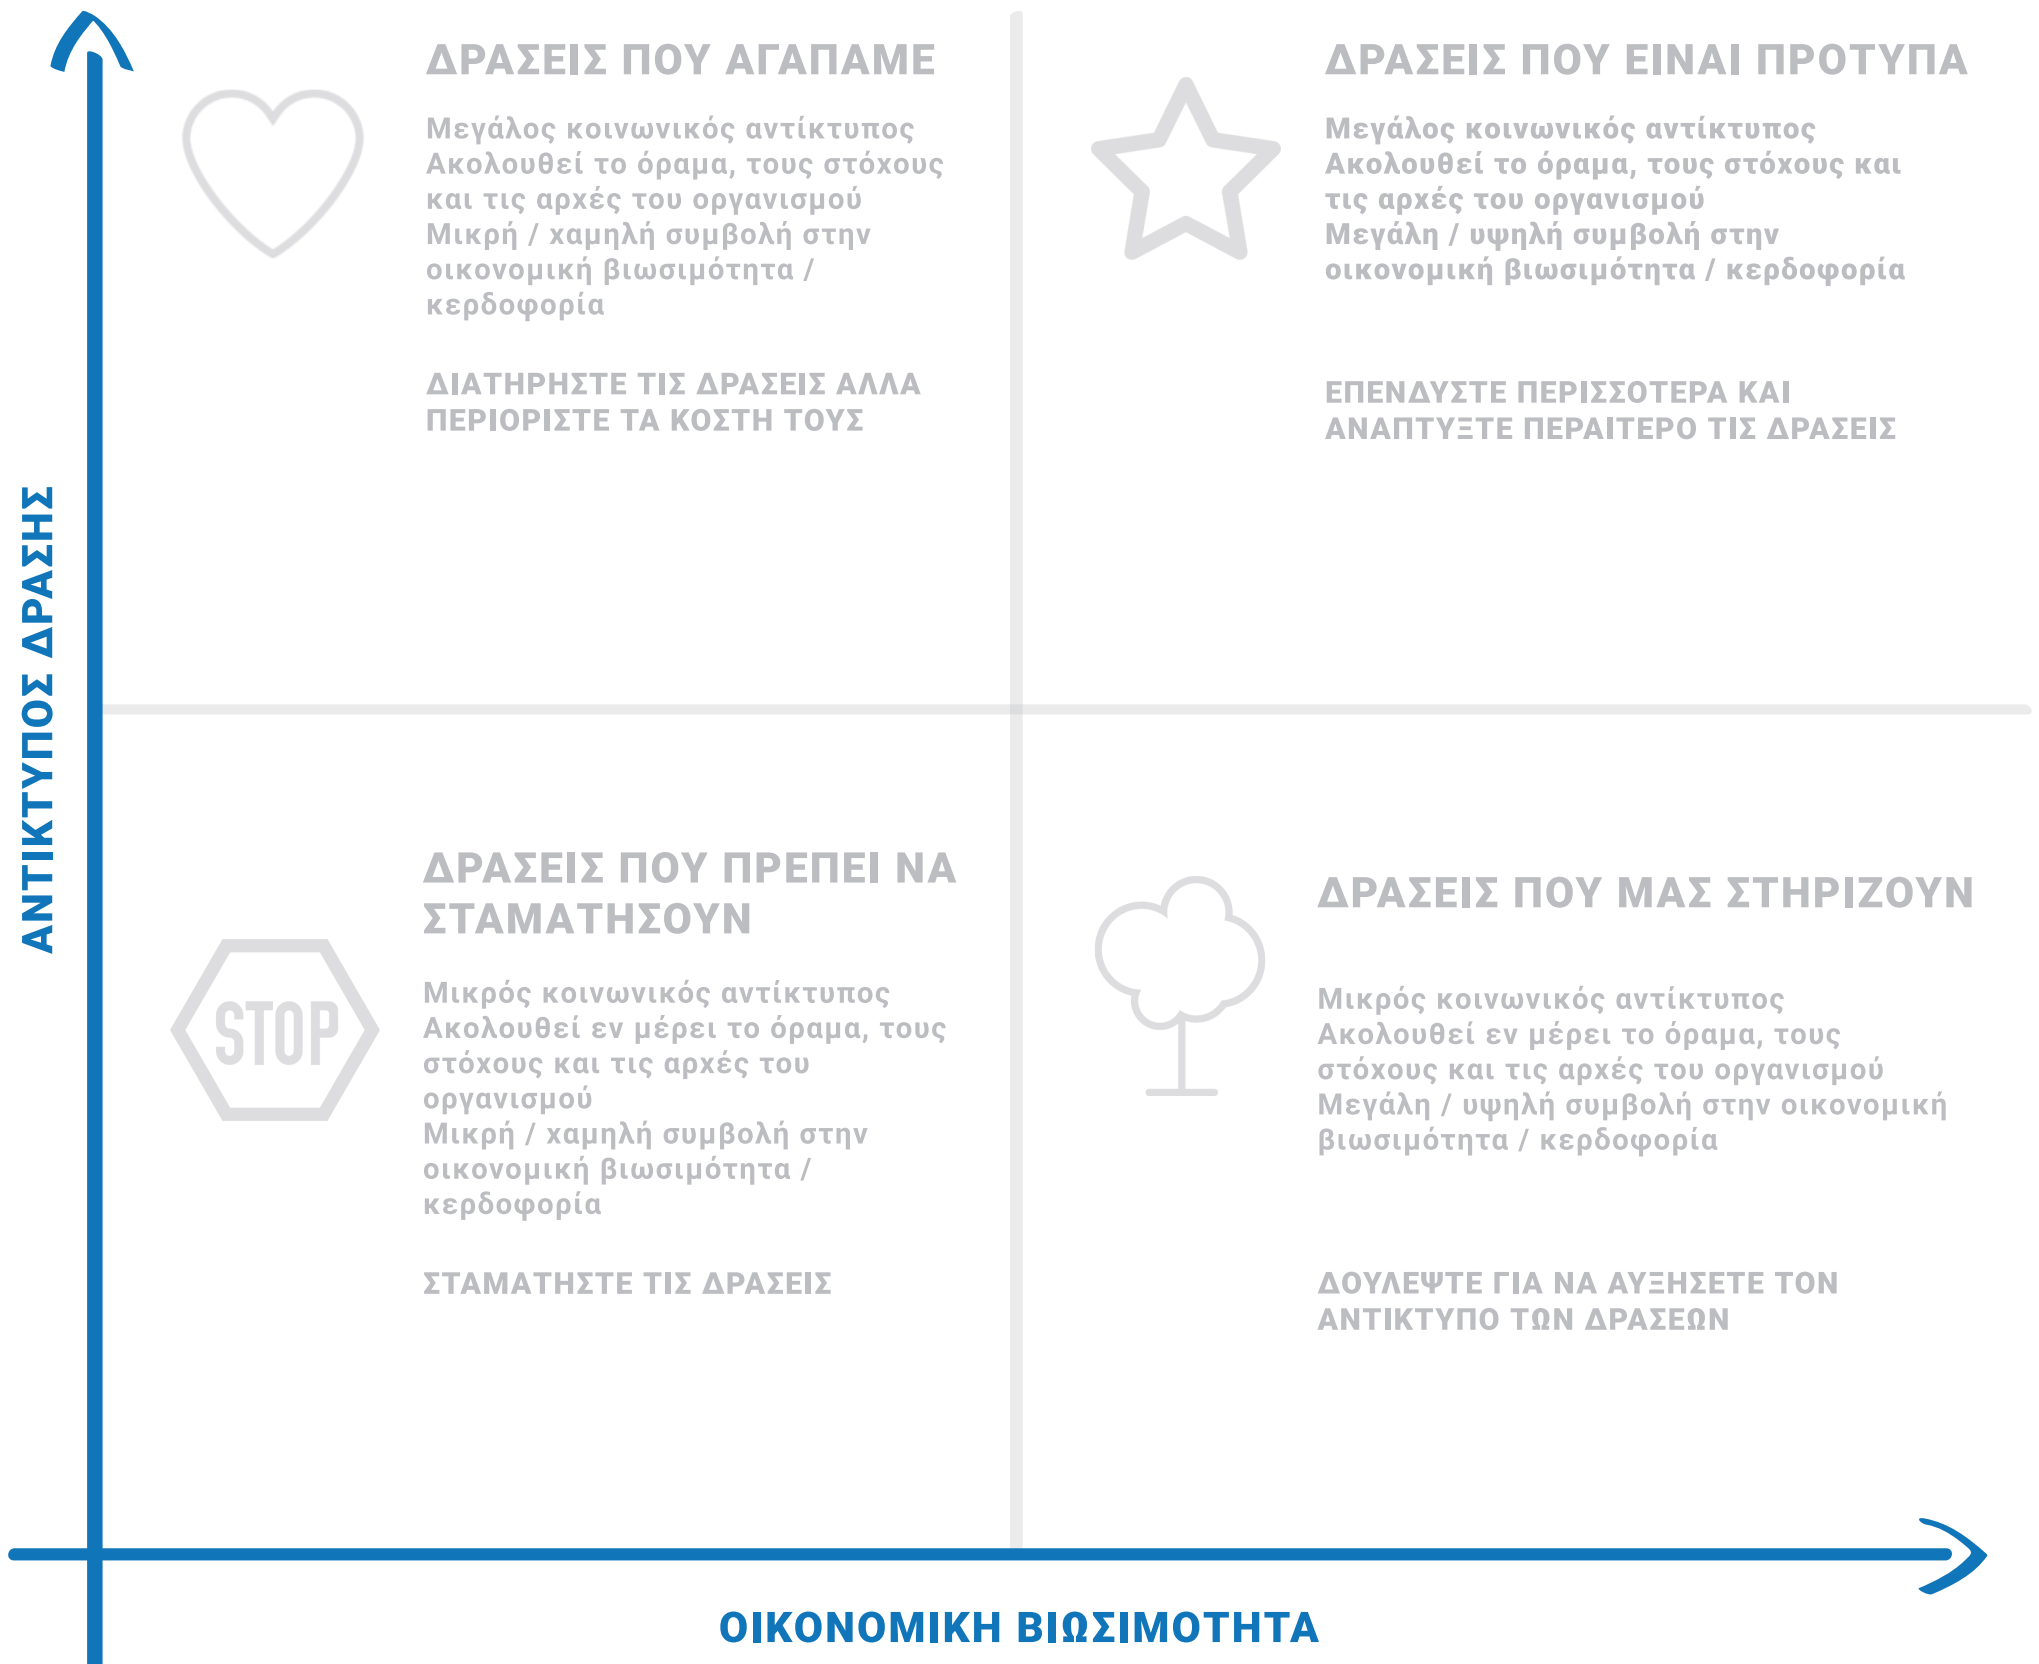 ΔΡΑΣΕΙΣ ΠΟΥ ΑΓΑΠΑΜΕ
Μεγάλος κοινωνικός αντίκτυπος
Ακολουθεί το όραμα, τους στόχους
και τις αρχές του οργανισμού
Μικρή / χαμηλή συμβολή στην
οικονομική βιωσιμότητα /
κερδοφορία
ΔΙΑΤΗΡΗΣΤΕ ΤΙΣ ΔΡΑΣΕΙΣ ΑΛΛΑ
ΠΕΡΙΟΡΙΣΤΕ ΤΑ ΚΟΣΤΗ ΤΟΥΣ
ΔΡΑΣΕΙΣ ΠΟΥ ΕΙΝΑΙ ΠΡΟΤΥΠΑ
Μεγάλος κοινωνικός αντίκτυπος
Ακολουθεί το όραμα, τους στόχους και
τις αρχές του οργανισμού
Μεγάλη / υψηλή συμβολή στην
οικονομική βιωσιμότητα / κερδοφορία
ΕΠΕΝΔΥΣΤΕ ΠΕΡΙΣΣΟΤΕΡΑ ΚΑΙ
ΑΝΑΠΤΥΞΤΕ ΠΕΡΑΙΤΕΡΟ ΤΙΣ ΔΡΑΣΕΙΣ
ΑΝΤΙΚΤΥΠΟΣ ΔΡΑΣΗΣ
ΔΡΑΣΕΙΣ ΠΟΥ ΠΡΕΠΕΙ ΝΑ
ΣΤΑΜΑΤΗΣΟΥΝ
STOP
Μικρός κοινωνικός αντίκτυπος
Ακολουθεί εν μέρει το όραμα, τους
στόχους και τις αρχές του
οργανισμού
Μικρή / χαμηλή συμβολή στην
οικονομική βιωσιμότητα /
κερδοφορία
ΣΤΑΜΑΤΗΣΤΕ ΤΙΣ ΔΡΑΣΕΙΣ
ΔΡΑΣΕΙΣ ΠΟΥ ΜΑΣ ΣΤΗΡΙΖΟΥΝ
Μικρός κοινωνικός αντίκτυπος
Ακολουθεί εν μέρει το όραμα, τους
στόχους και τις αρχές του οργανισμού
Μεγάλη / υψηλή συμβολή στην οικονομική
βιωσιμότητα / κερδοφορία
ΔΟΥΛΕΨΤΕ ΓΙΑ ΝΑ ΑΥΞΗΣΕΤΕ ΤΟΝ
ΑΝΤΙΚΤΥΠΟ ΤΩΝ ΔΡΑΣΕΩΝ
ΟΙΚΟΝΟΜΙΚΗ ΒΙΩΣΙΜΟΤΗΤΑ